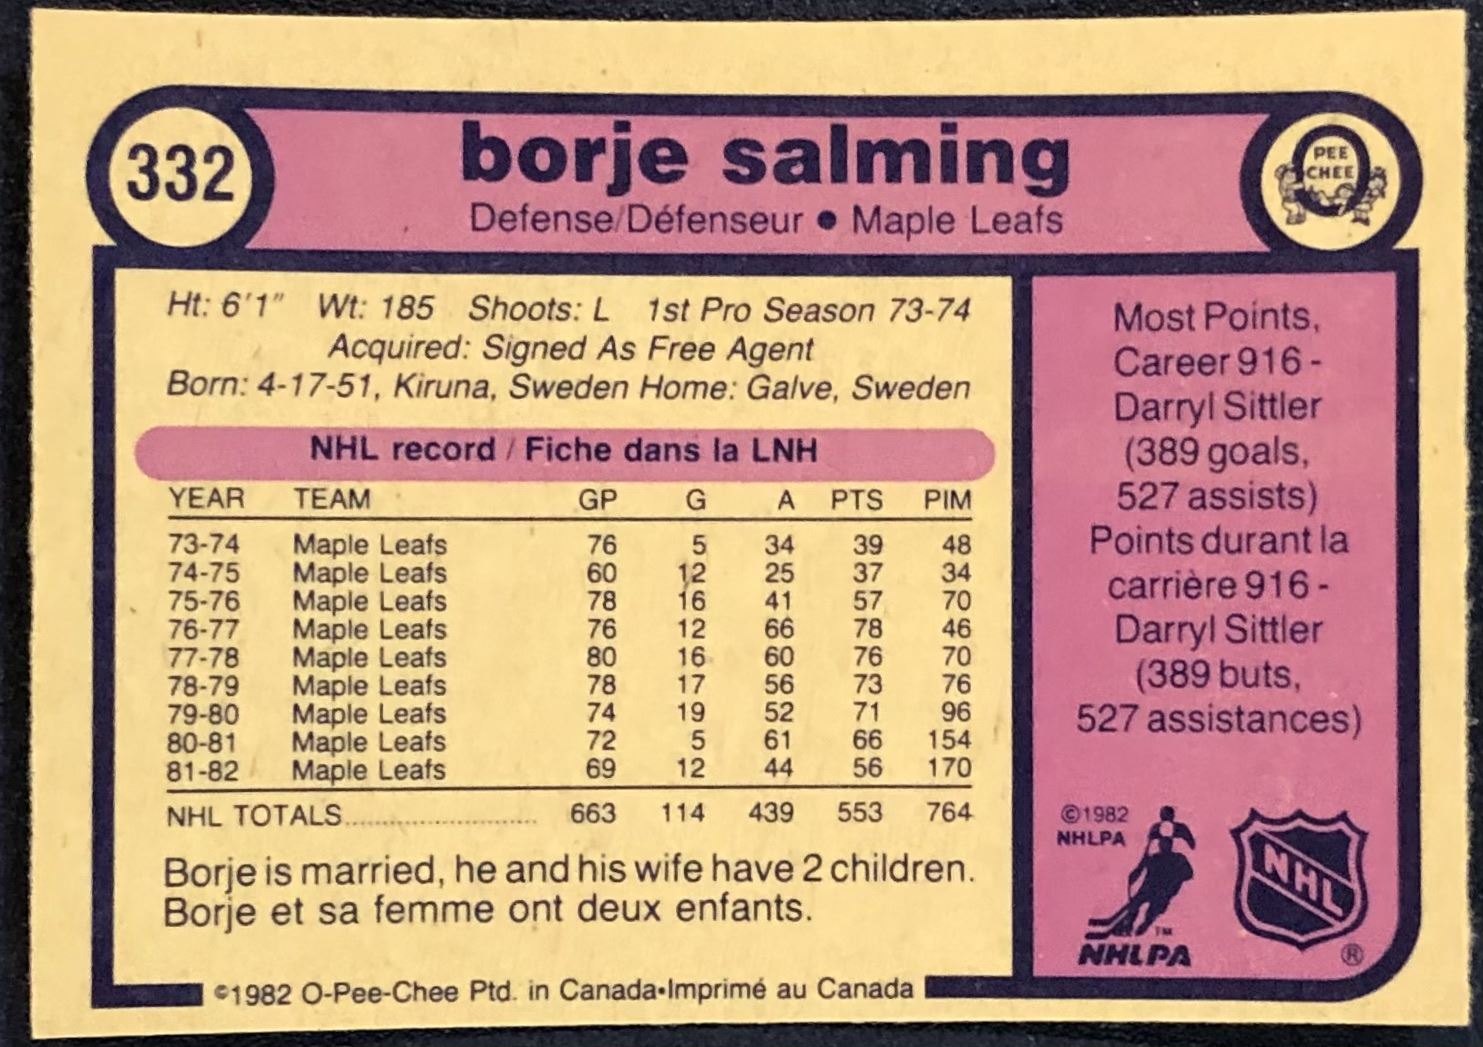 332
borje salming
PEE
CHEE
Defense/Défenseur ● Maple Leafs
Ht: 6'1" Wt: 185 Shoots: L 1st Pro Season 73-74
Acquired: Signed As Free Agent
Born: 4-17-51, Kiruna, Sweden Home: Galve, Sweden
NHL record / Fiche dans la LNH
YEAR TEAM GP G A PTS PIM
73-74 Maple Leafs 76 5 34 39 48
74-75 Maple Leafs 60 12 25 37 34
75-76 Maple Leafs 78 16 41 57 70
76-77 Maple Leafs 76 12 66 78 46
77-78 Maple Leafs 80 16 60 76 70
78-79 Maple Leafs 78 17 56 73 76
79-80 Maple Leafs 74 19 52 71 96
80-81 Maple Leafs 72 5 61 66 154
81-82 Maple Leafs 69 12 44 56 170
NHL TOTALS............................ 663 114 439 553 764
Borje is married, he and his wife have 2 children.
Borje et sa femme ont deux enfants.
Most Points,
Career 916 -
Darryl Sittler
(389 goals,
527 assists)
Points durant la
carrière 916 -
Darryl Sittler
(389 buts,
527 assistances)
©1982
NHLPA
TM
NHLPA
NHL
®
©1982 O-Pee-Chee Ptd. in Canada•Imprimé au Canada